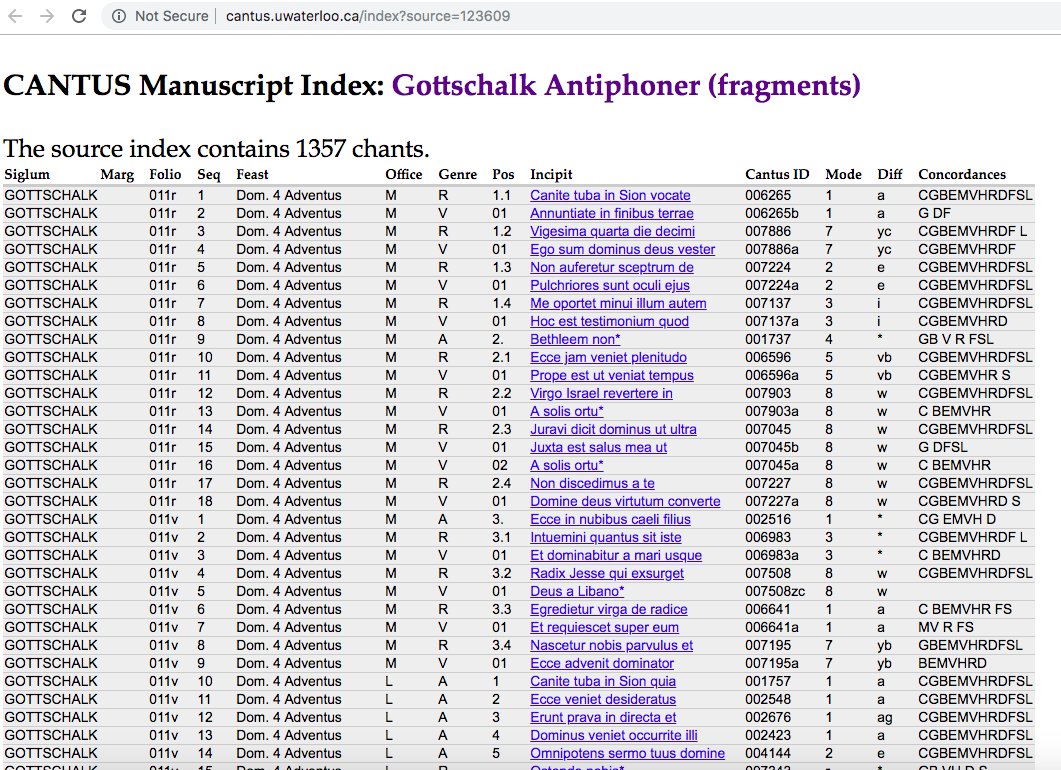 Not Secure | cantus.uwaterloo.ca/index?source=123609
CANTUS Manuscript Index: Gottschalk Antiphoner (fragments)
The source index contains 1357 chants.
Siglum Marg Folio Seq Feast Office Genre Pos Incipit Cantus ID Mode Diff Concordances
GOTTSCHALK 011r 1 Dom. 4 Adventus M R 1.1 Canite tuba in Sion vocate 006265 1 a CGBEMVHRDFSL
GOTTSCHALK 011r 2 Dom. 4 Adventus M V 01 Annuntiate in finibus terrae 006265b 1 a G DF
GOTTSCHALK 011r 3 Dom. 4 Adventus M R 1.2 Vigesima quarta die decimi 007886 7 yc CGBEMVHRDF L
GOTTSCHALK 011r 4 Dom. 4 Adventus M V 01 Ego sum dominus deus vester 007886a 7 yc CGBEMVHRDF
GOTTSCHALK 011r 5 Dom. 4 Adventus M R 1.3 Non auferetur sceptrum de 007224 2 e CGBEMVHRDFSL
GOTTSCHALK 011r 6 Dom. 4 Adventus M V 01 Pulchriores sunt oculi ejus 007224a 2 e CGBEMVHRDFSL
GOTTSCHALK 011r 7 Dom. 4 Adventus M R 1.4 Me oportet minui illum autem 007137 3 i CGBEMVHRDFSL
GOTTSCHALK 011r 8 Dom. 4 Adventus M V 01 Hoc est testimonium quod 007137a 3 i CGBEMVHRD
GOTTSCHALK 011r 9 Dom. 4 Adventus M A 2. Bethleem non* 001737 4 * GB V R FSL
GOTTSCHALK 011r 10 Dom. 4 Adventus M R 2.1 Ecce jam veniet plenitudo 006596 5 vb CGBEMVHRDFSL
GOTTSCHALK 011r 11 Dom. 4 Adventus M V 01 Prope est ut veniat tempus 006596a 5 vb CGBEMVHR S
GOTTSCHALK 011r 12 Dom. 4 Adventus M R 2.2 Virgo Israel revertere in 007903 8 w CGBEMVHRDFSL
GOTTSCHALK 011r 13 Dom. 4 Adventus M V 01 A solis ortu* 007903a 8 w C BEMVHR
GOTTSCHALK 011r 14 Dom. 4 Adventus M R 2.3 Juravi dicit dominus ut ultra 007045 8 w CGBEMVHRDFSL
GOTTSCHALK 011r 15 Dom. 4 Adventus M V 01 Juxta est salus mea ut 007045b 8 w G DFSL
GOTTSCHALK 011r 16 Dom. 4 Adventus M V 02 A solis ortu* 007045a 8 w C BEMVHR
GOTTSCHALK 011r 17 Dom. 4 Adventus M R 2.4 Non discedimus a te 007227 8 w CGBEMVHRDFSL
GOTTSCHALK 011r 18 Dom. 4 Adventus M V 01 Domine deus virtutum converte 007227a 8 w CGBEMVHRD S
GOTTSCHALK 011v 1 Dom. 4 Adventus M A 3. Ecce in nubibus caeli filius 002516 1 * CG EMVH D
GOTTSCHALK 011v 2 Dom. 4 Adventus M R 3.1 Intuemini quantus sit iste 006983 3 * CGBEMVHRDF L
GOTTSCHALK 011v 3 Dom. 4 Adventus M V 01 Et dominabitur a mari usque 006983a 3 * C BEMVHRD
GOTTSCHALK 011v 4 Dom. 4 Adventus M R 3.2 Radix Jesse qui exsurget 007508 8 w CGBEMVHRDFSL
GOTTSCHALK 011v 5 Dom. 4 Adventus M V 01 Deus a Libano* 007508zc 8 w
GOTTSCHALK 011v 6 Dom. 4 Adventus M R 3.3 Egredietur virga de radice 006641 1 a C BEMVHR FS
GOTTSCHALK 011v 7 Dom. 4 Adventus M V 01 Et requiescet super eum 006641a 1 a MV R FS
GOTTSCHALK 011v 8 Dom. 4 Adventus M R 3.4 Nascetur nobis parvulus et 007195 7 yb GBEMVHRDFSL
GOTTSCHALK 011v 9 Dom. 4 Adventus M V 01 Ecce advenit dominator 007195a 7 yb BEMVHRD
GOTTSCHALK 011v 10 Dom. 4 Adventus L A 1 Canite tuba in Sion quia 001757 1 a CGBEMVHRDFSL
GOTTSCHALK 011v 11 Dom. 4 Adventus L A 2 Ecce veniet desideratus 002548 1 a CGBEMVHRDFSL
GOTTSCHALK 011v 12 Dom. 4 Adventus L A 3 Erunt prava in directa et 002676 1 ag CGBEMVHRDFSL
GOTTSCHALK 011v 13 Dom. 4 Adventus L A 4 Dominus veniet occurrite illi 002423 1 a CGBEMVHRDFSL
GOTTSCHALK 011v 14 Dom. 4 Adventus L A 5 Omnipotens sermo tuus domine 004144 2 e CGBEMVHRDFSL
GOTTSCHALK 011v 15 Dom. 4 Adventus L R